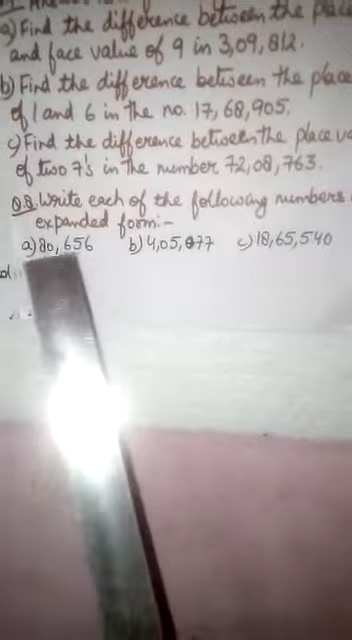 a) Find the difference between the place
and face value of 9 in 3,09,812.
b) Find the difference between the place
of 1 and 6 in the no. 17,68,905.
c) Find the difference between the place va
of two 7's in the number 72,08,763.
Q.2. Write each of the following numbers
expanded form:-
a) 80,656 b) 4,05,077 c) 18,65,540